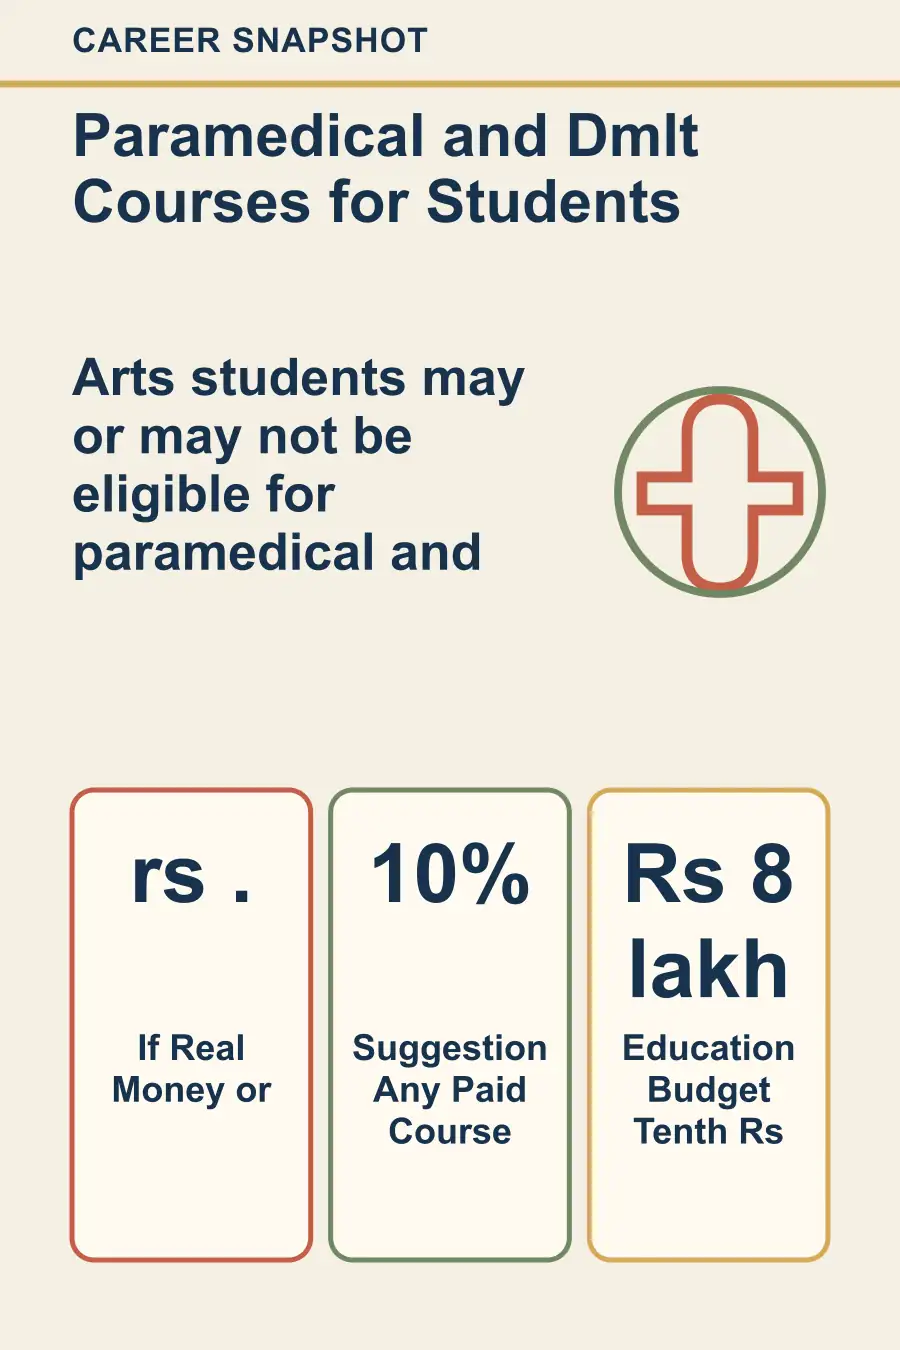 CAREER SNAPSHOT
Paramedical and Dmlt
Courses for Students
Arts students may
or may not be
eligible for
paramedical and
rs .
If Real
Money or
10%
Suggestion
Any Paid
Course
Rs 8
lakh
Education
Budget
Tenth Rs